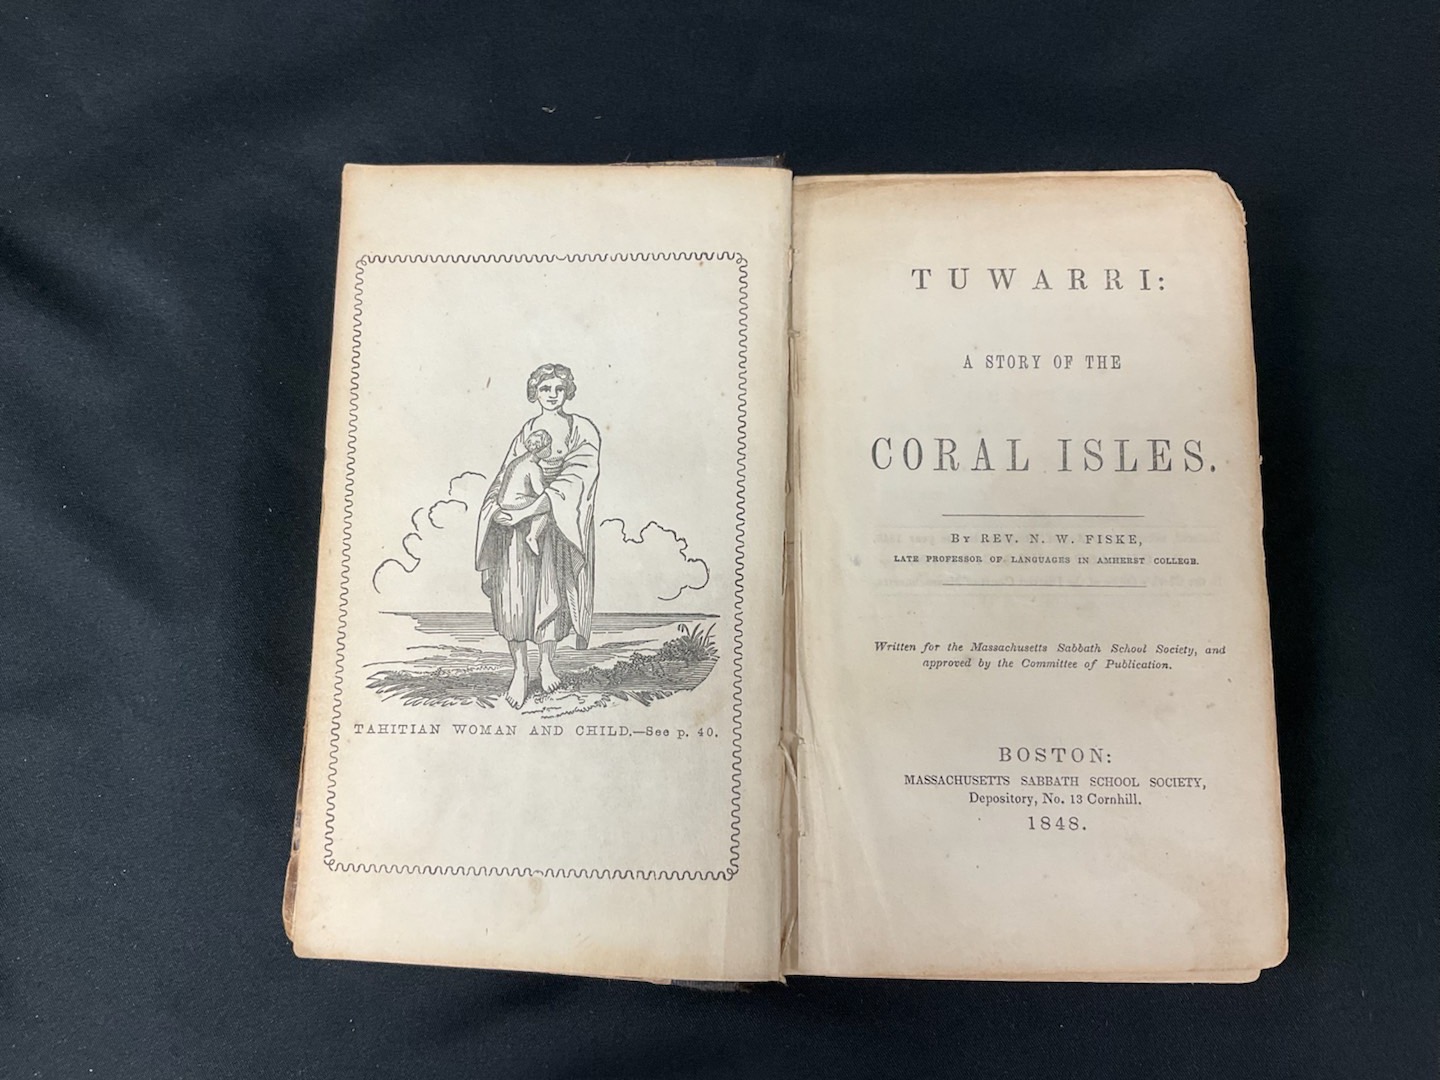 TAHITIAN WOMAN AND CHILD.—See p. 40.
TUWARRI:
A STORY OF THE
CORAL ISLES.
BY REV. N. W. FISKE,
LATE PROFESSOR OF LANGUAGES IN AMHERST COLLEGE.
Written for the Massachusetts Sabbath School Society, and
approved by the Committee of Publication.
BOSTON:
MASSACHUSETTS SABBATH SCHOOL SOCIETY,
Depository, No. 13 Cornhill.
1848.